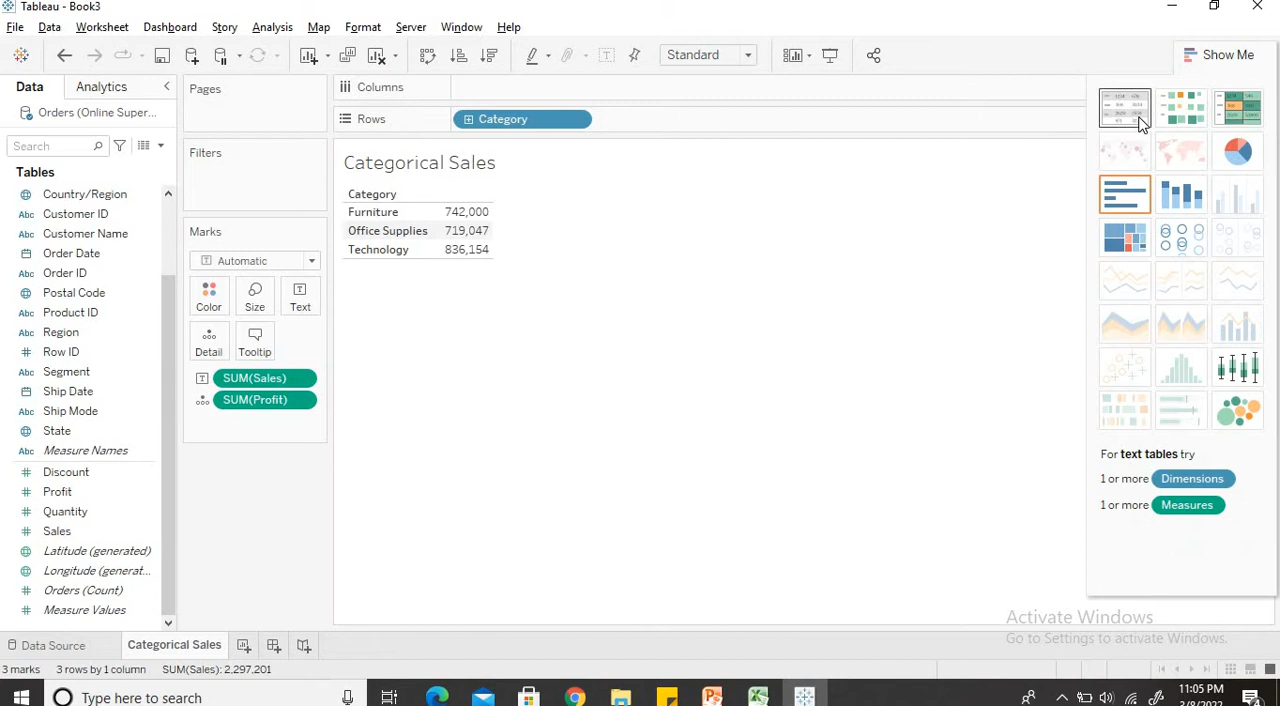 Tableau - Book3
File Data Worksheet Dashboard Story Analysis Map Format Server Window Help
Standard
Show Me
Data Analytics
Orders (Online Super...
Search
Tables
Country/Region
Customer ID
Customer Name
Order Date
Order ID
Postal Code
Product ID
Region
Row ID
Segment
Ship Date
Ship Mode
State
Measure Names
Discount
Profit
Quantity
Sales
Latitude (generated)
Longitude (generat...
Orders (Count)
Measure Values
Pages
Filters
Marks
Automatic
Color Size Text
Detail Tooltip
SUM(Sales)
SUM(Profit)
Columns
Rows Category
Categorical Sales
Category
Furniture 742,000
Office Supplies 719,047
Technology 836,154
For text tables try
1 or more Dimensions
1 or more Measures
Activate Windows
Go to Settings to activate Windows.
Data Source Categorical Sales
3 marks 3 rows by 1 column SUM(Sales): 2,297,201
Type here to search
11:05 PM
3/8/2022